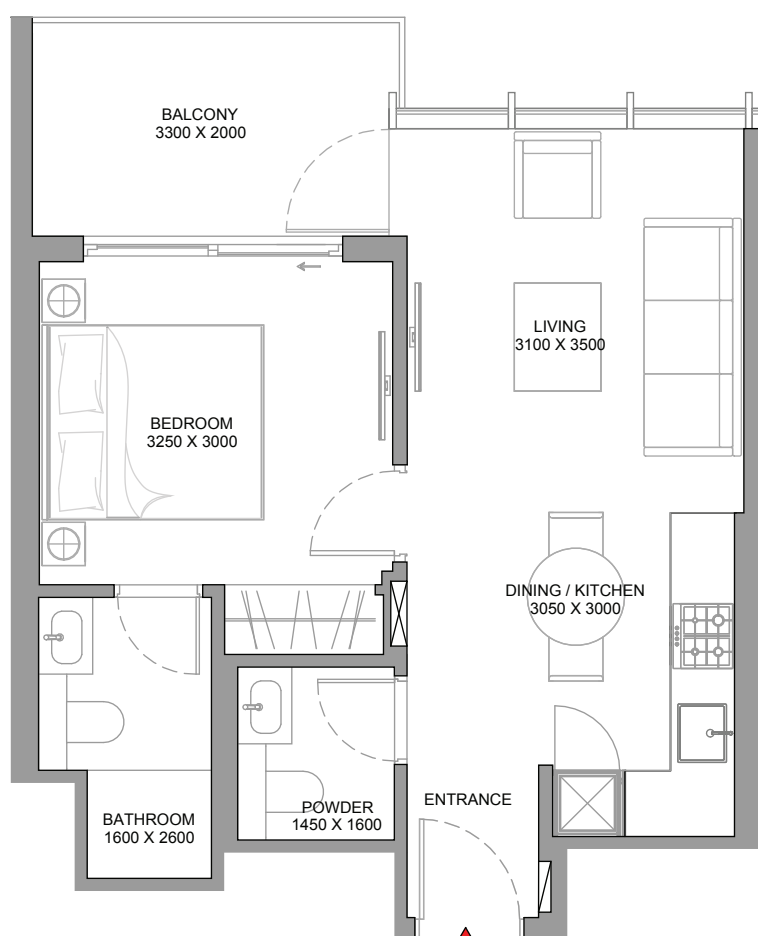 BALCONY
3300 X 2000
LIVING
3100 X 3500
BEDROOM
3250 X 3000
DINING / KITCHEN
3050 X 3000
ENTRANCE
POWDER
1450 X 1600
BATHROOM
1600 X 2600